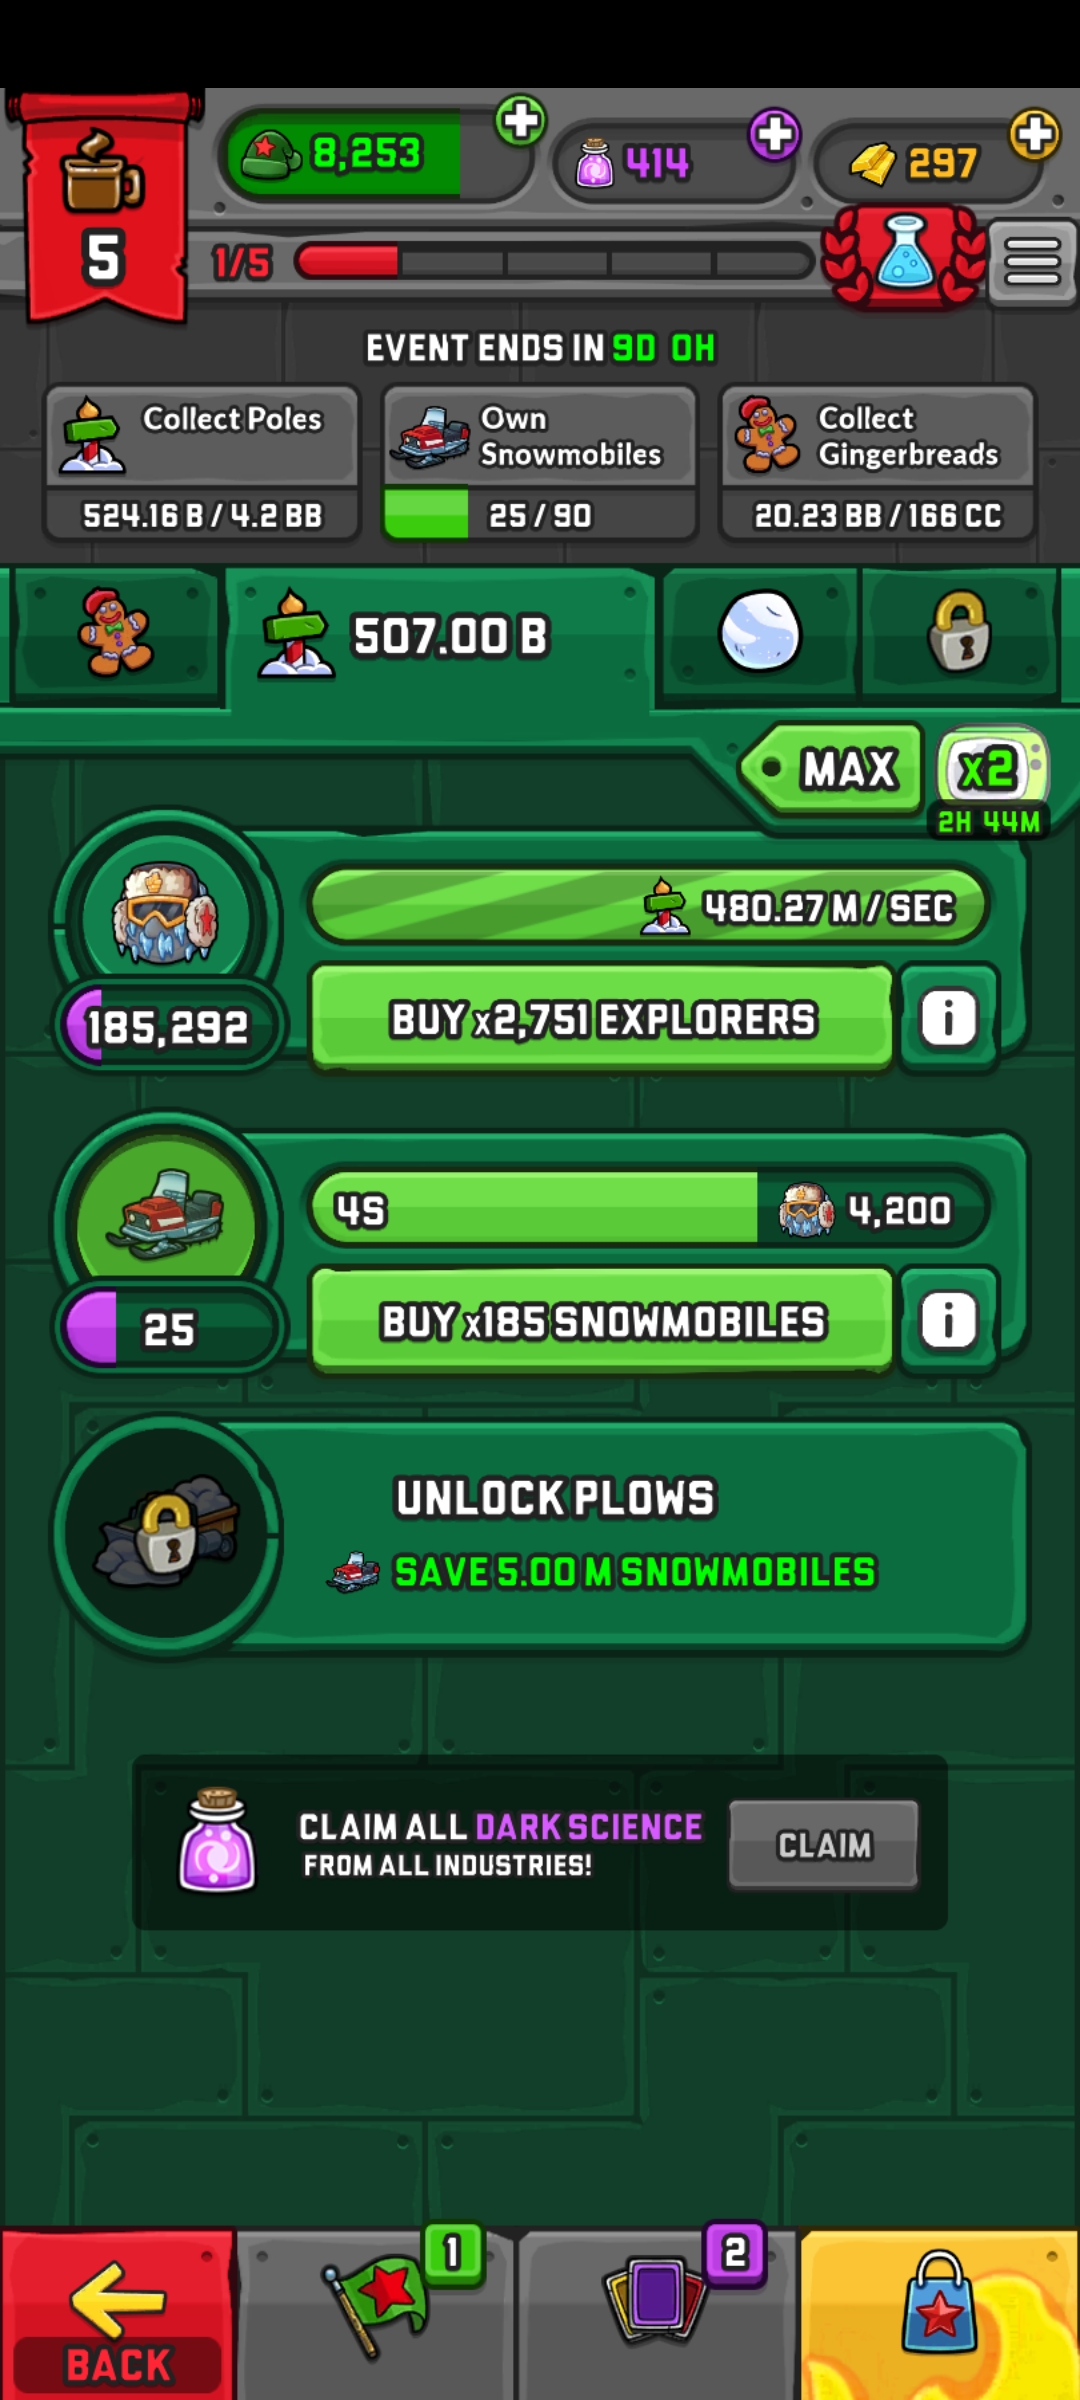 8,253
414
297
5
1/5
EVENT ENDS IN 9D 0H
Collect Poles
524.16 B / 4.2 BB
Own
Snowmobiles
25 / 90
Collect
Gingerbreads
20.23 BB / 166 CC
507.00 B
MAX
x2
2H 44M
480.27 M / SEC
185,292
BUY x2,751 EXPLORERS
i
4S
4,200
25
BUY x185 SNOWMOBILES
i
UNLOCK PLOWS
SAVE 5.00 M SNOWMOBILES
CLAIM ALL DARK SCIENCE
FROM ALL INDUSTRIES!
CLAIM
1
2
BACK